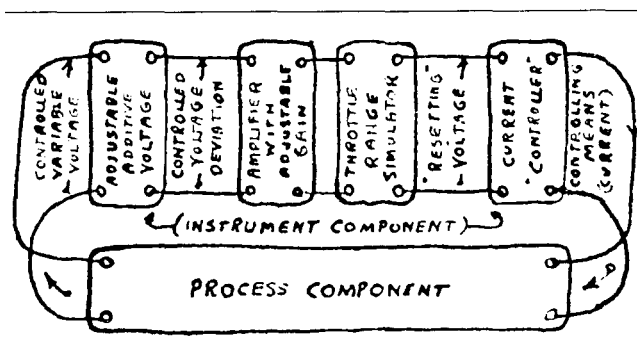 CONTROLLED
VARIABLE
VOLTAGE
ADJUSTABLE
ADDITIVE
VOLTAGE
CONTROLLED
VOLTAGE
DEVIATION
AMPLIFIER
WITH
ADJUSTABLE
GAIN
THROTTLE
RANGE
SIMULATOR
"RESETTING"
VOLTAGE
CURRENT
"CONTROLLER"
CONTROLLING
MEANS
(CURRENT)
(INSTRUMENT COMPONENT)
PROCESS COMPONENT